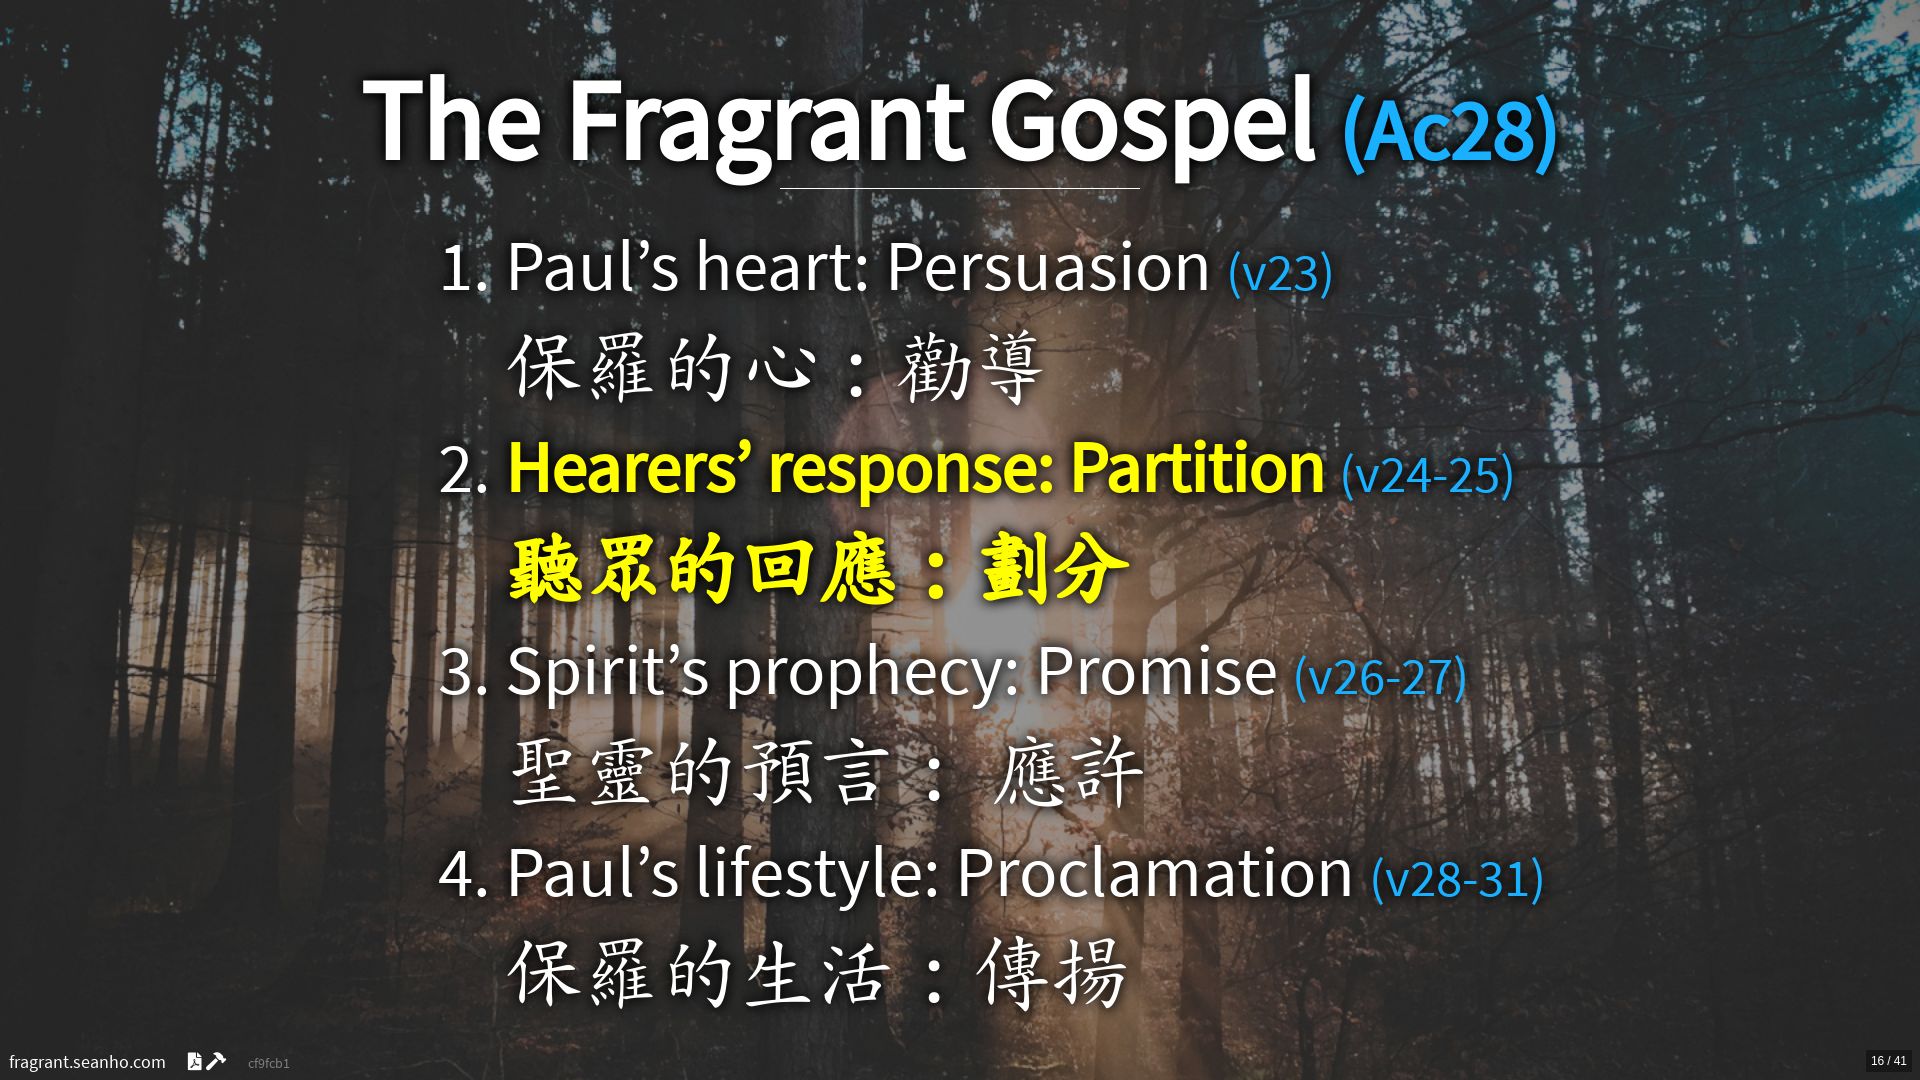 The Fragrant Gospel (Ac28)
1. Paul’s heart: Persuasion (v23)
保羅的心：勸導
2. Hearers’ response: Partition (v24-25)
聽眾的回應：劃分
3. Spirit’s prophecy: Promise (v26-27)
聖靈的預言： 應許
4. Paul’s lifestyle: Proclamation (v28-31)
保羅的生活：傳揚
fragrant.seanho.com cf9fcb1
16 / 41